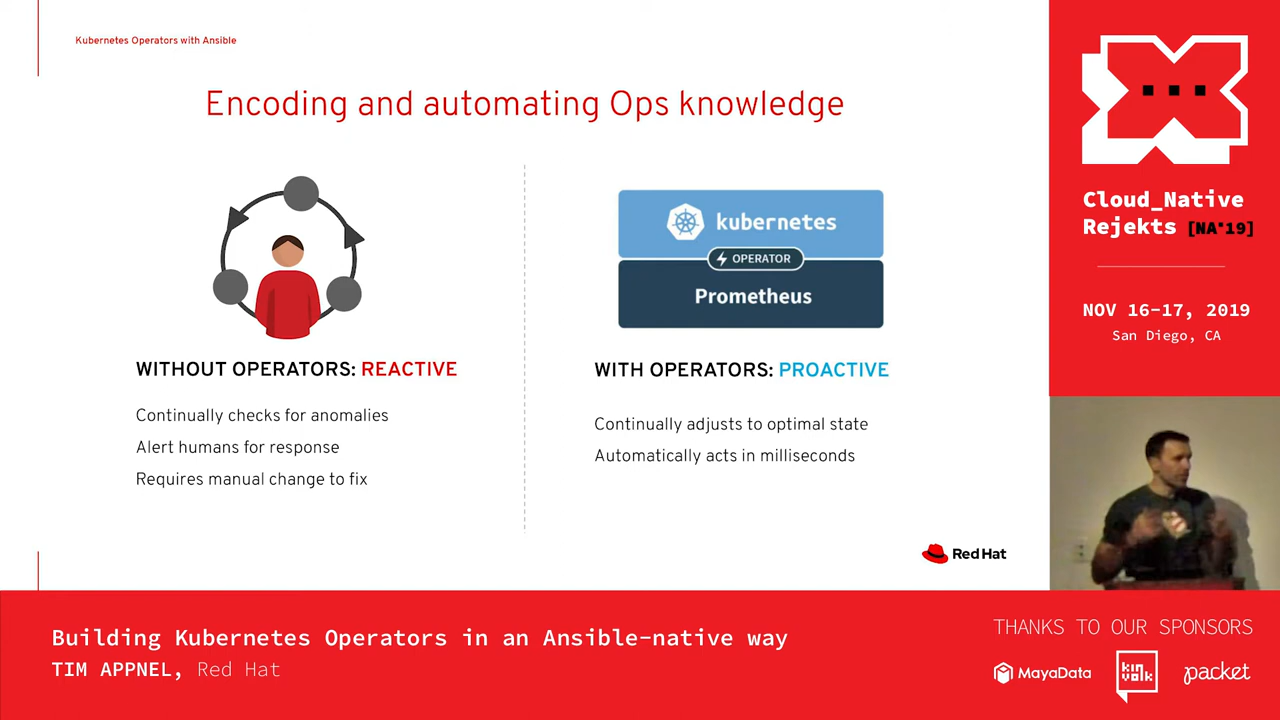 Kubernetes Operators with Ansible
Encoding and automating Ops knowledge
WITHOUT OPERATORS: REACTIVE
Continually checks for anomalies
Alert humans for response
Requires manual change to fix
kubernetes
OPERATOR
Prometheus
WITH OPERATORS: PROACTIVE
Continually adjusts to optimal state
Automatically acts in milliseconds
Red Hat
Cloud_Native
Rejekts [NA'19]
NOV 16-17, 2019
San Diego, CA
Building Kubernetes Operators in an Ansible-native way
TIM APPNEL, Red Hat
THANKS TO OUR SPONSORS
MayaData
kin
volk
packet